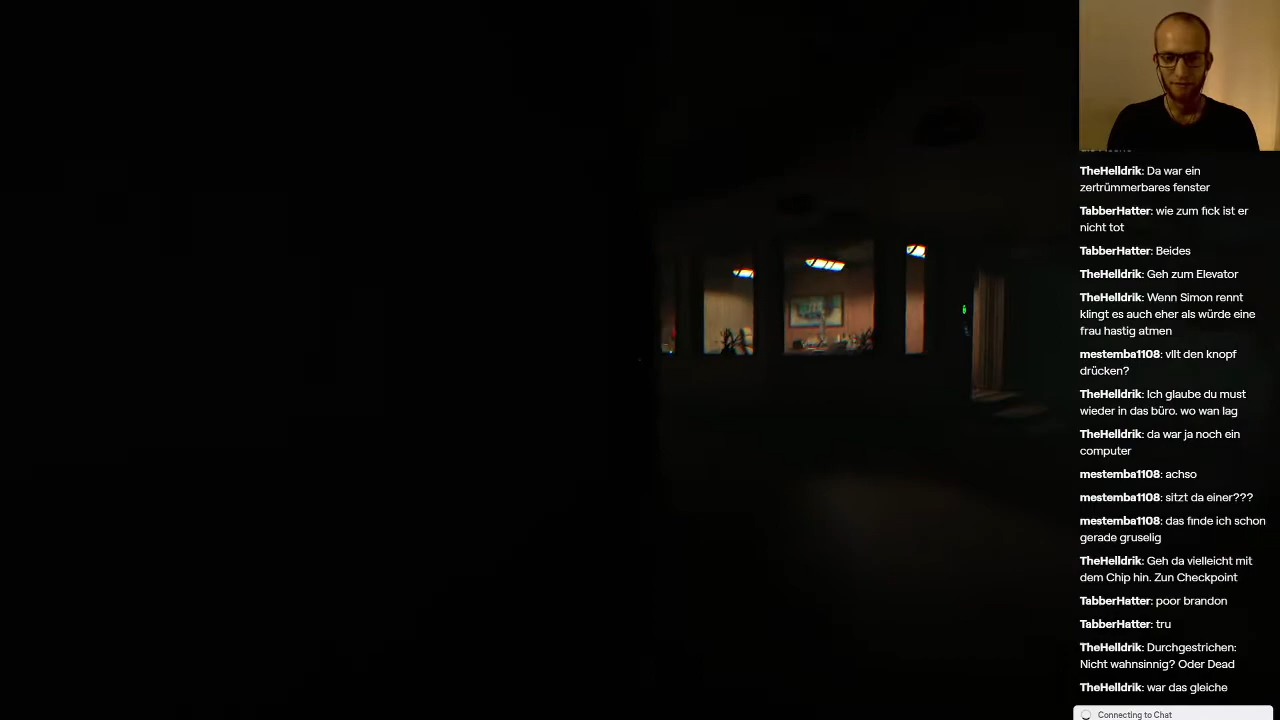 TheHelldrik: Da war ein
zertrümmerbares fenster
TabberHatter: wie zum fick ist er
nicht tot
TabberHatter: Beides
TheHelldrik: Geh zum Elevator
TheHelldrik: Wenn Simon rennt
klingt es auch eher als würde eine
frau hastig atmen
mestemba1108: vllt den knopf
drücken?
TheHelldrik: Ich glaube du must
wieder in das büro. wo wan lag
TheHelldrik: da war ja noch ein
computer
mestemba1108: achso
mestemba1108: sitzt da einer???
mestemba1108: das finde ich schon
gerade gruselig
TheHelldrik: Geh da vielleicht mit
dem Chip hin. Zun Checkpoint
TabberHatter: poor brandon
TabberHatter: tru
TheHelldrik: Durchgestrichen:
Nicht wahnsinnig? Oder Dead
TheHelldrik: war das gleiche
Connecting to Chat